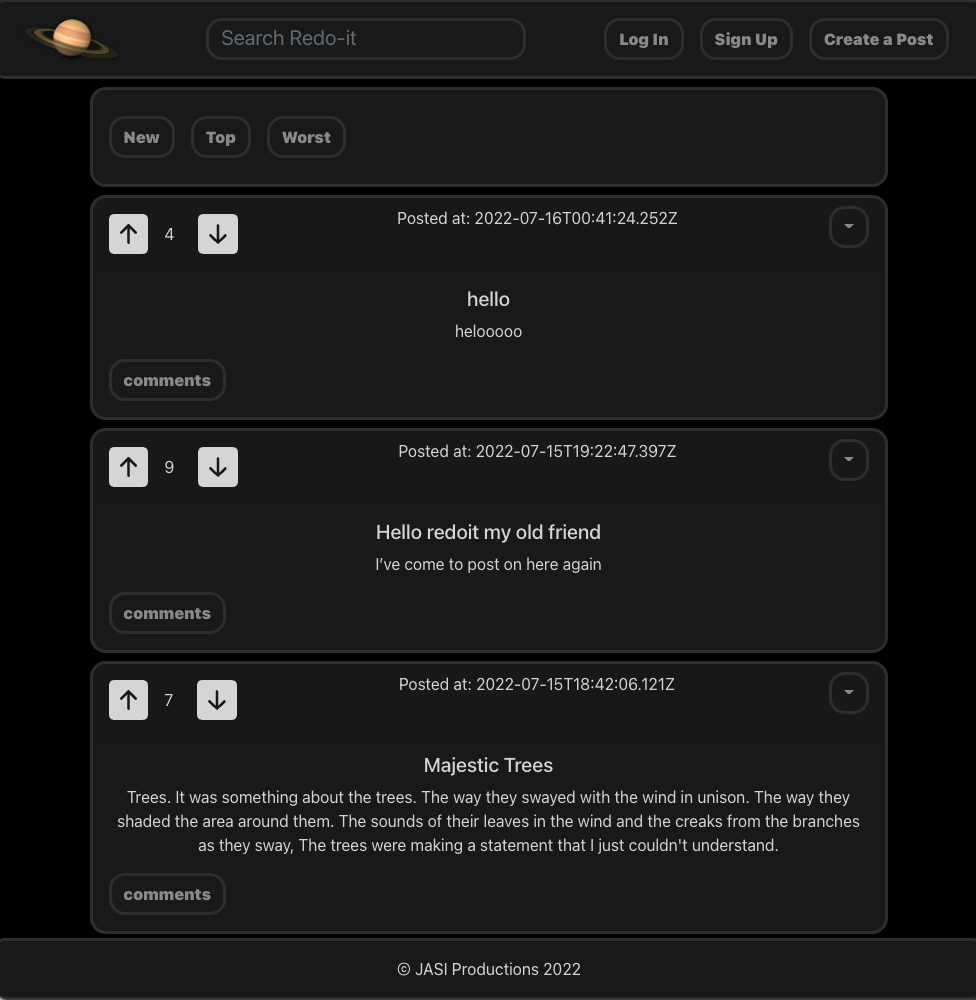 Search Redo-it
Log In
Sign Up
Create a Post
New
Top
Worst
4
Posted at: 2022-07-16T00:41:24.252Z
hello
helooooo
comments
9
Posted at: 2022-07-15T19:22:47.397Z
Hello redoit my old friend
I’ve come to post on here again
comments
7
Posted at: 2022-07-15T18:42:06.121Z
Majestic Trees
Trees. It was something about the trees. The way they swayed with the wind in unison. The way they
shaded the area around them. The sounds of their leaves in the wind and the creaks from the branches
as they sway, The trees were making a statement that I just couldn't understand.
comments
© JASI Productions 2022